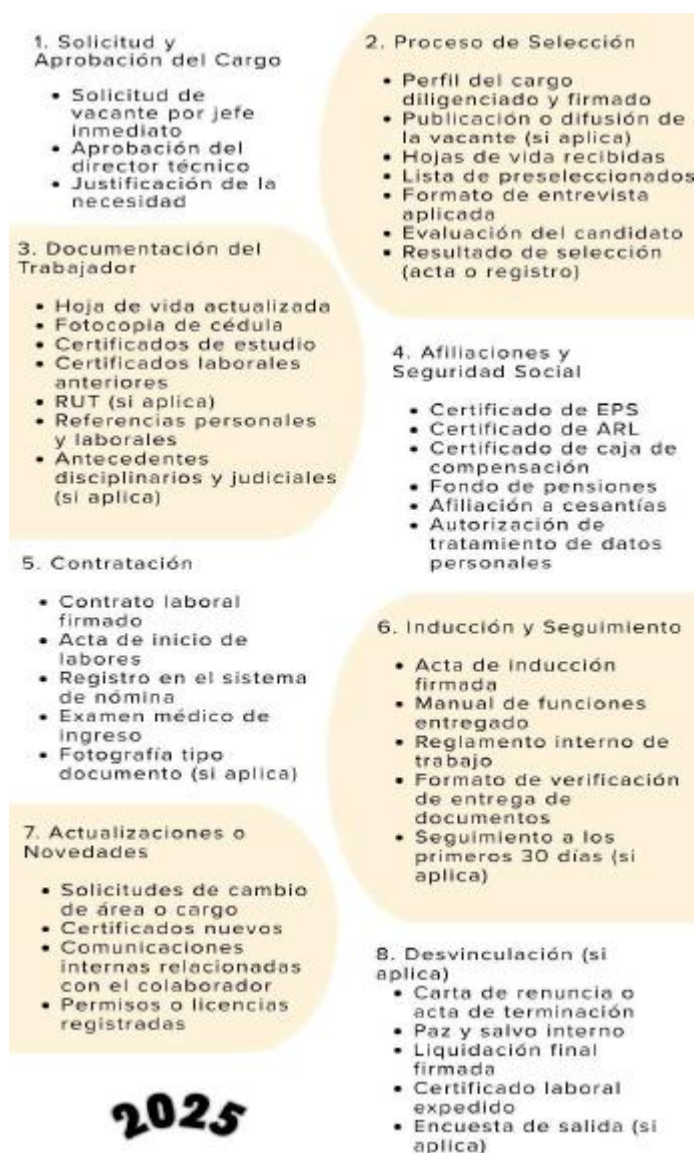 1. Solicitud y
Aprobación del Cargo
• Solicitud de
vacante por jefe
inmediato
• Aprobación del
director técnico
• Justificación de la
necesidad
2. Proceso de Selección
• Perfil del cargo
diligenciado y firmado
• Publicación o difusión de
la vacante (si aplica)
• Hojas de vida recibidas
• Lista de preseleccionados
• Formato de entrevista
aplicada
• Evaluación del candidato
• Resultado de selección
(acta o registro)
3. Documentación del
Trabajador
• Hoja de vida actualizada
• Fotocopia de cédula
• Certificados de estudio
• Certificados laborales
anteriores
• RUT (si aplica)
• Referencias personales
y laborales
• Antecedentes
disciplinarios y judiciales
(si aplica)
4. Afiliaciones y
Seguridad Social
• Certificado de EPS
• Certificado de ARL
• Certificado de caja de
compensación
• Fondo de pensiones
• Afiliación a cesantías
• Autorización de
tratamiento de datos
personales
5. Contratación
• Contrato laboral
firmado
• Acta de inicio de
labores
• Registro en el sistema
de nómina
• Examen médico de
ingreso
• Fotografía tipo
documento (si aplica)
6. Inducción y Seguimiento
• Acta de inducción
firmada
• Manual de funciones
entregado
• Reglamento interno de
trabajo
• Formato de verificación
de entrega de
documentos
• Seguimiento a los
primeros 30 días (si
aplica)
7. Actualizaciones o
Novedades
• Solicitudes de cambio
de área o cargo
• Certificados nuevos
• Comunicaciones
internas relacionadas
con el colaborador
• Permisos o licencias
registradas
8. Desvinculación (si
aplica)
• Carta de renuncia o
acta de terminación
• Paz y salvo interno
• Liquidación final
firmada
• Certificado laboral
expedido
• Encuesta de salida (si
aplica)
2025